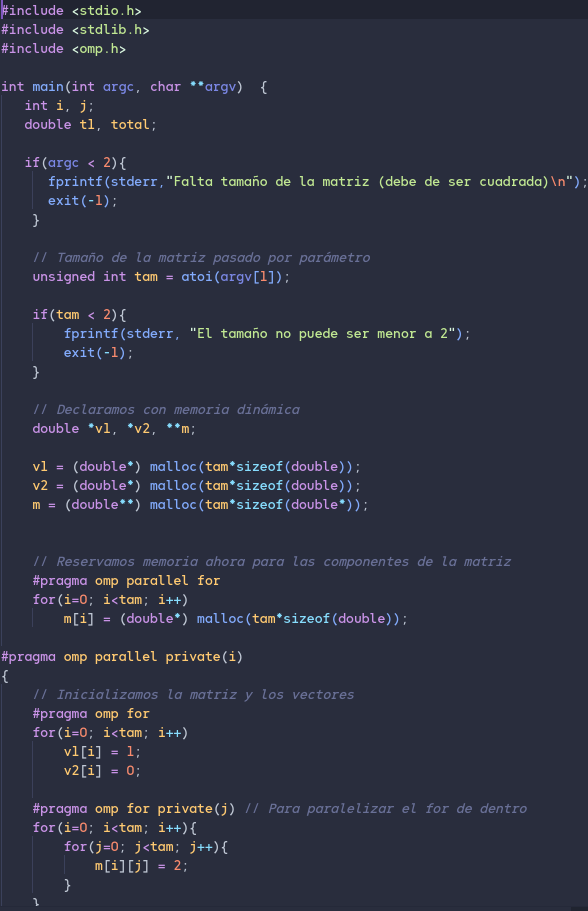 #include <stdio.h>
#include <stdlib.h>
#include <omp.h>
int main(int argc, char **argv)  {
int i, j;
double t1, total;
if(argc < 2){
fprintf(stderr,"Falta tamaño de la matriz (debe de ser cuadrada)\n");
exit(-1);
}
// Tamaño de la matriz pasado por parámetro
unsigned int tam = atoi(argv[1]);
if(tam < 2){
fprintf(stderr, "El tamaño no puede ser menor a 2");
exit(-1);
}
// Declaramos con memoria dinámica
double *v1, *v2, **m;
v1 = (double*) malloc(tam*sizeof(double));
v2 = (double*) malloc(tam*sizeof(double));
m = (double**) malloc(tam*sizeof(double*));
// Reservamos memoria ahora para las componentes de la matriz
#pragma omp parallel for
for(i=0; i<tam; i++)
m[i] = (double*) malloc(tam*sizeof(double));
#pragma omp parallel private(i)
{
// Inicializamos la matriz y los vectores
#pragma omp for
for(i=0; i<tam; i++)
v1[i] = 1;
v2[i] = 0;
#pragma omp for private(j) // Para paralelizar el for de dentro
for(i=0; i<tam; i++){
for(j=0; j<tam; j++){
m[i][j] = 2;
}
}